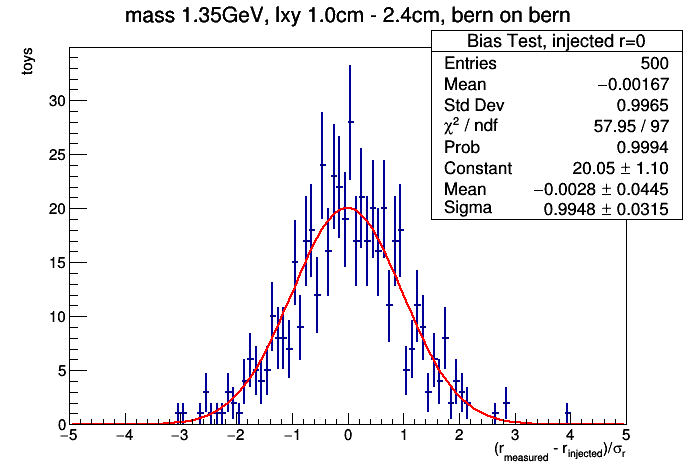 mass 1.35GeV, lxy 1.0cm - 2.4cm, bern on bern
toys
Bias Test, injected r=0
Entries 500
Mean −0.00167
Std Dev 0.9965
χ² / ndf 57.95 / 97
Prob 0.9994
Constant 20.05 ± 1.10
Mean −0.0028 ± 0.0445
Sigma 0.9948 ± 0.0315
30
25
20
15
10
5
0
−5 −4 −3 −2 −1 0 1 2 3 4 5
(r_measured - r_injected)/σ_r